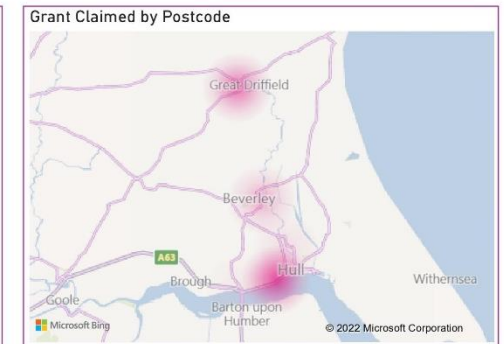 Grant Claimed by Postcode
Great Driffield
Beverley
A63
Hull
Brough
Withernsea
Goole
Barton upon
Humber
Microsoft Bing
© 2022 Microsoft Corporation